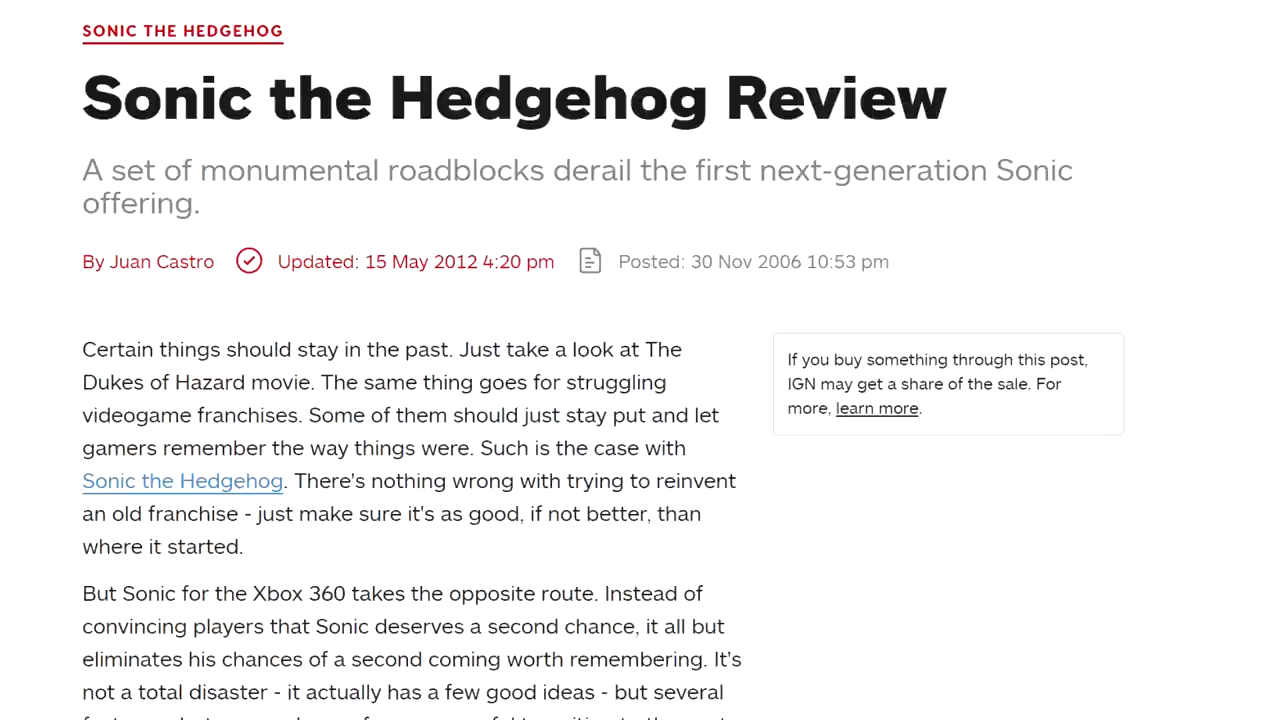 SONIC THE HEDGEHOG
Sonic the Hedgehog Review
A set of monumental roadblocks derail the first next-generation Sonic
offering.
By Juan Castro Updated: 15 May 2012 4:20 pm Posted: 30 Nov 2006 10:53 pm
Certain things should stay in the past. Just take a look at The
Dukes of Hazard movie. The same thing goes for struggling
videogame franchises. Some of them should just stay put and let
gamers remember the way things were. Such is the case with
Sonic the Hedgehog. There's nothing wrong with trying to reinvent
an old franchise - just make sure it's as good, if not better, than
where it started.
But Sonic for the Xbox 360 takes the opposite route. Instead of
convincing players that Sonic deserves a second chance, it all but
eliminates his chances of a second coming worth remembering. It's
not a total disaster - it actually has a few good ideas - but several
If you buy something through this post,
IGN may get a share of the sale. For
more, learn more.